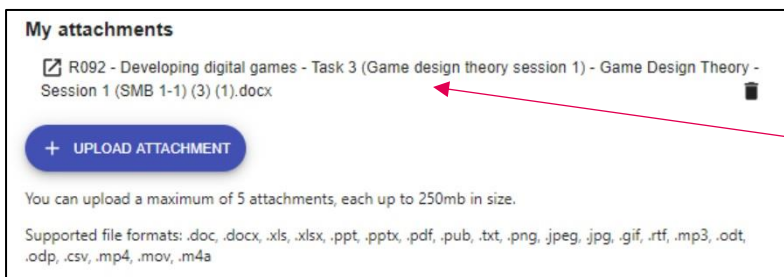 My attachments
R092 - Developing digital games - Task 3 (Game design theory session 1) - Game Design Theory -
Session 1 (SMB 1-1) (3) (1).docx
+ UPLOAD ATTACHMENT
You can upload a maximum of 5 attachments, each up to 250mb in size.
Supported file formats: .doc, .docx, .xls, .xlsx, .ppt, .pptx, .pdf, .pub, .txt, .png, .jpeg, .jpg, .gif, .rtf, .mp3, .odt,
.odp, .csv, .mp4, .mov, .m4a